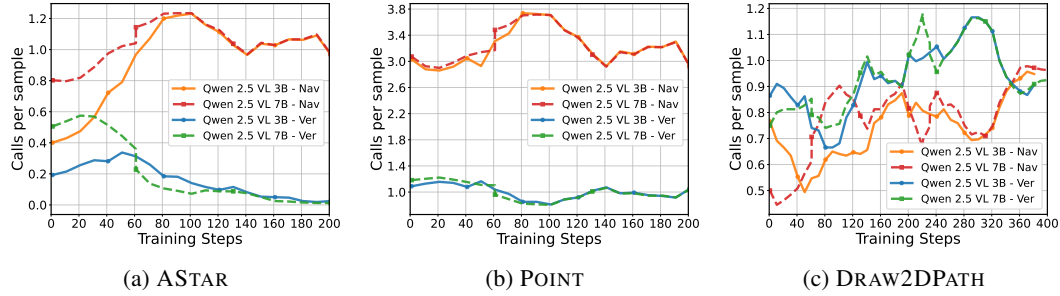 Calls per sample
1.2
1.0
0.8
0.6
0.4
0.2
0.0
Qwen 2.5 VL 3B - Nav
Qwen 2.5 VL 7B - Nav
Qwen 2.5 VL 3B - Ver
Qwen 2.5 VL 7B - Ver
0 20 40 60 80 100 120 140 160 180 200
Training Steps
(a) ASTAR
Calls per sample
3.8
3.4
3.0
2.6
2.2
1.8
1.4
1.0
Qwen 2.5 VL 3B - Nav
Qwen 2.5 VL 7B - Nav
Qwen 2.5 VL 3B - Ver
Qwen 2.5 VL 7B - Ver
0 20 40 60 80 100 120 140 160 180 200
Training Steps
(b) POINT
Calls per sample
1.1
1.0
0.9
0.8
0.7
0.6
0.5
Qwen 2.5 VL 3B - Nav
Qwen 2.5 VL 7B - Nav
Qwen 2.5 VL 3B - Ver
Qwen 2.5 VL 7B - Ver
0 40 80 120 160 200 240 280 320 360 400
Training Steps
(c) DRAW2DPATH